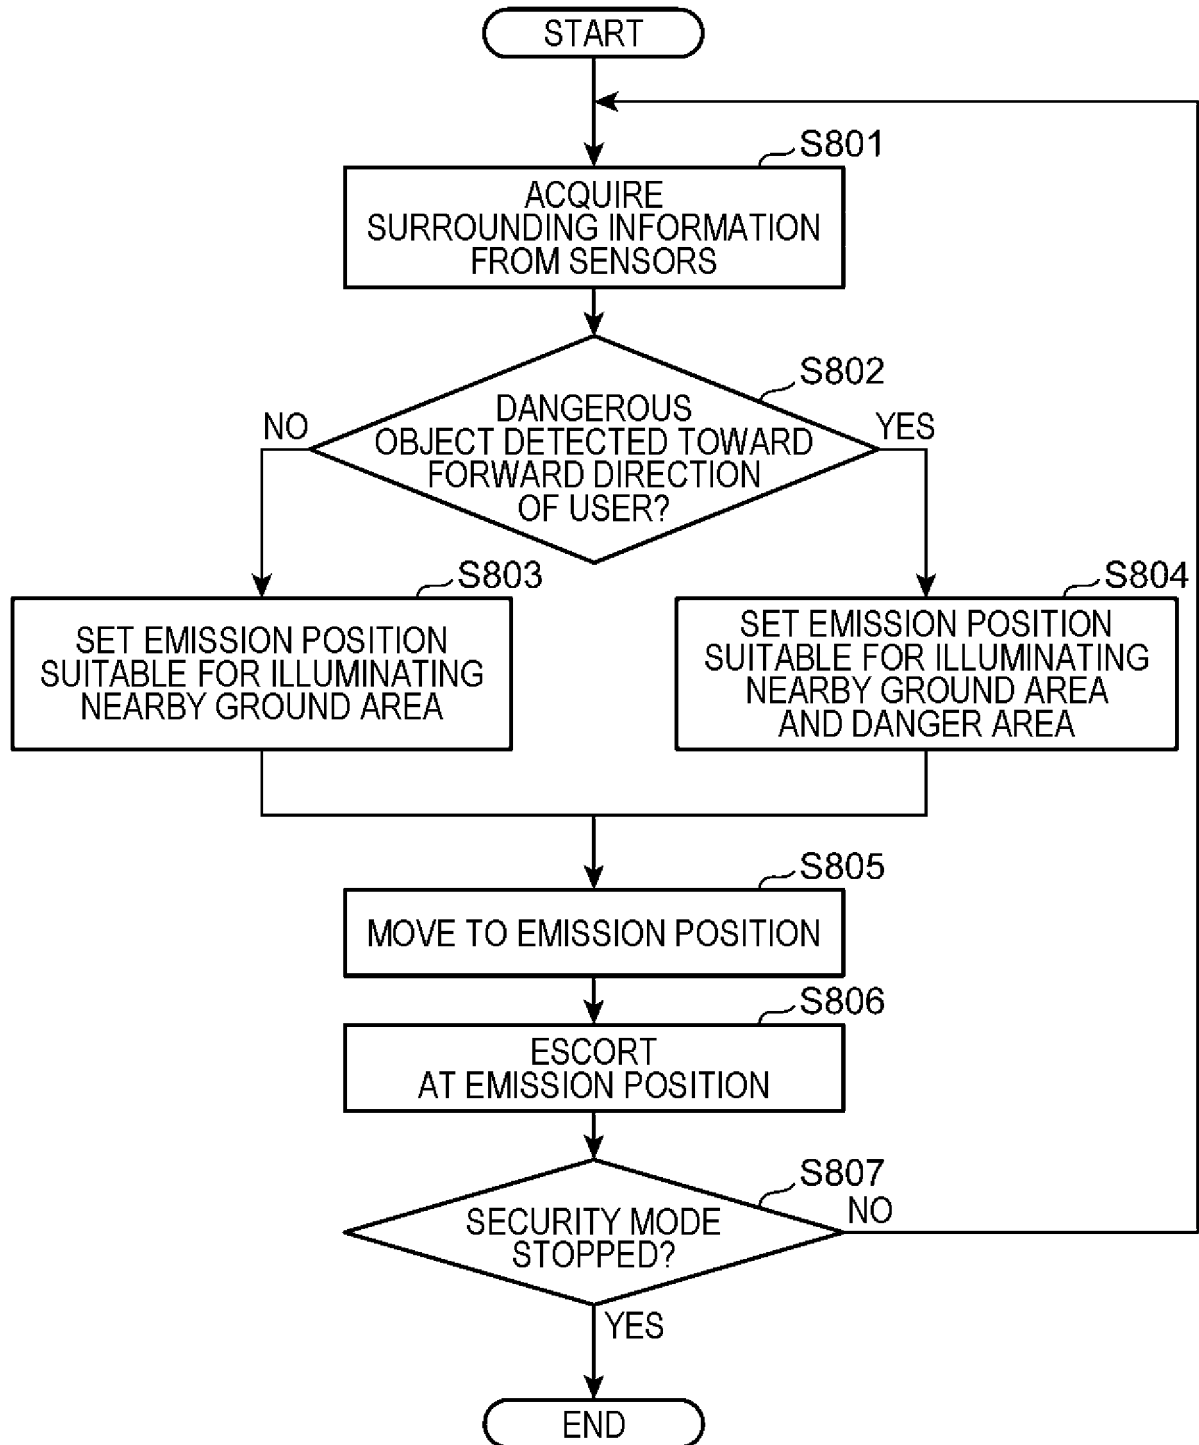 START
S801
ACQUIRE
SURROUNDING INFORMATION
FROM SENSORS
S802
DANGEROUS
OBJECT DETECTED TOWARD
FORWARD DIRECTION
OF USER?
NO
YES
S803
SET EMISSION POSITION
SUITABLE FOR ILLUMINATING
NEARBY GROUND AREA
S804
SET EMISSION POSITION
SUITABLE FOR ILLUMINATING
NEARBY GROUND AREA
AND DANGER AREA
S805
MOVE TO EMISSION POSITION
S806
ESCORT
AT EMISSION POSITION
S807
SECURITY MODE
STOPPED?
NO
YES
END